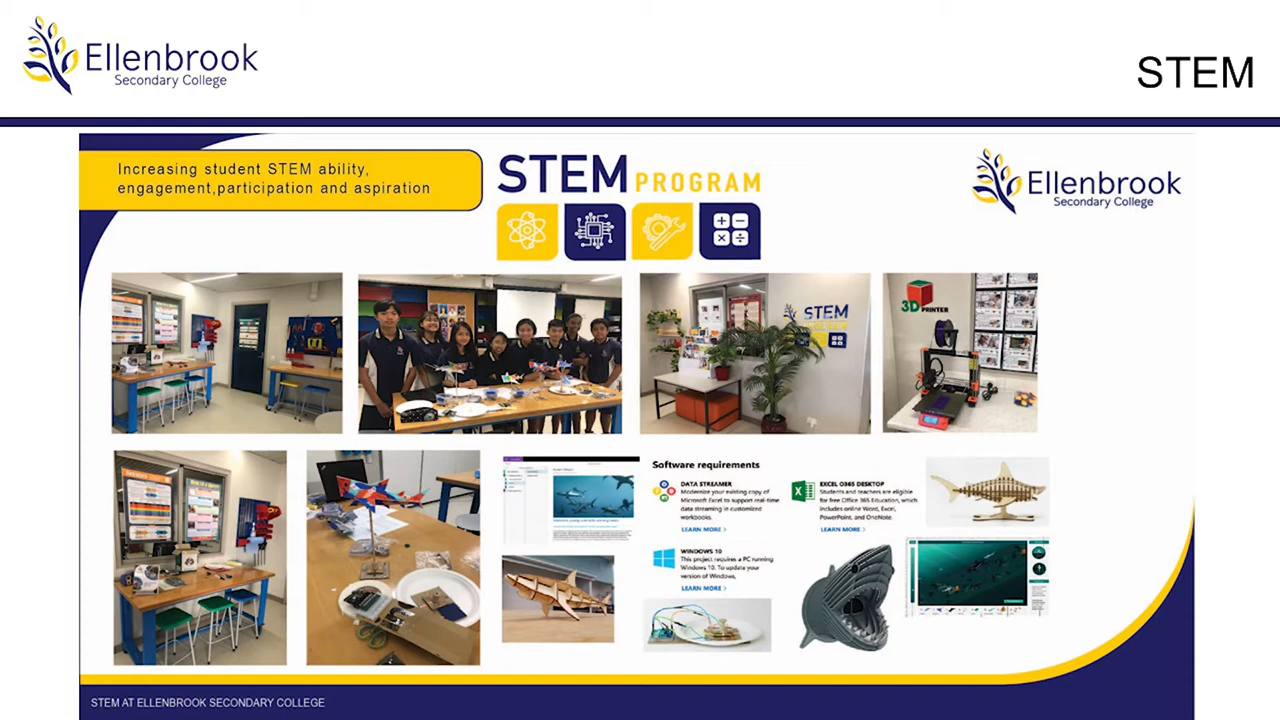 Ellenbrook
Secondary College
STEM
Increasing student STEM ability,
engagement,participation and aspiration
STEM PROGRAM
Ellenbrook
Secondary College
STEM
3D
PRINTER
Software requirements
DATA STREAMER
Modernize your existing copy of
Microsoft Excel to support real-time
data streaming in customized
workbooks.
LEARN MORE >
EXCEL O365 DESKTOP
Students and teachers are eligible
for free Office 365 Education, which
includes online Word, Excel,
PowerPoint, and OneNote.
LEARN MORE >
WINDOWS 10
This project requires a PC running
Windows 10. To update your
version of Windows,
LEARN MORE >
STEM AT ELLENBROOK SECONDARY COLLEGE